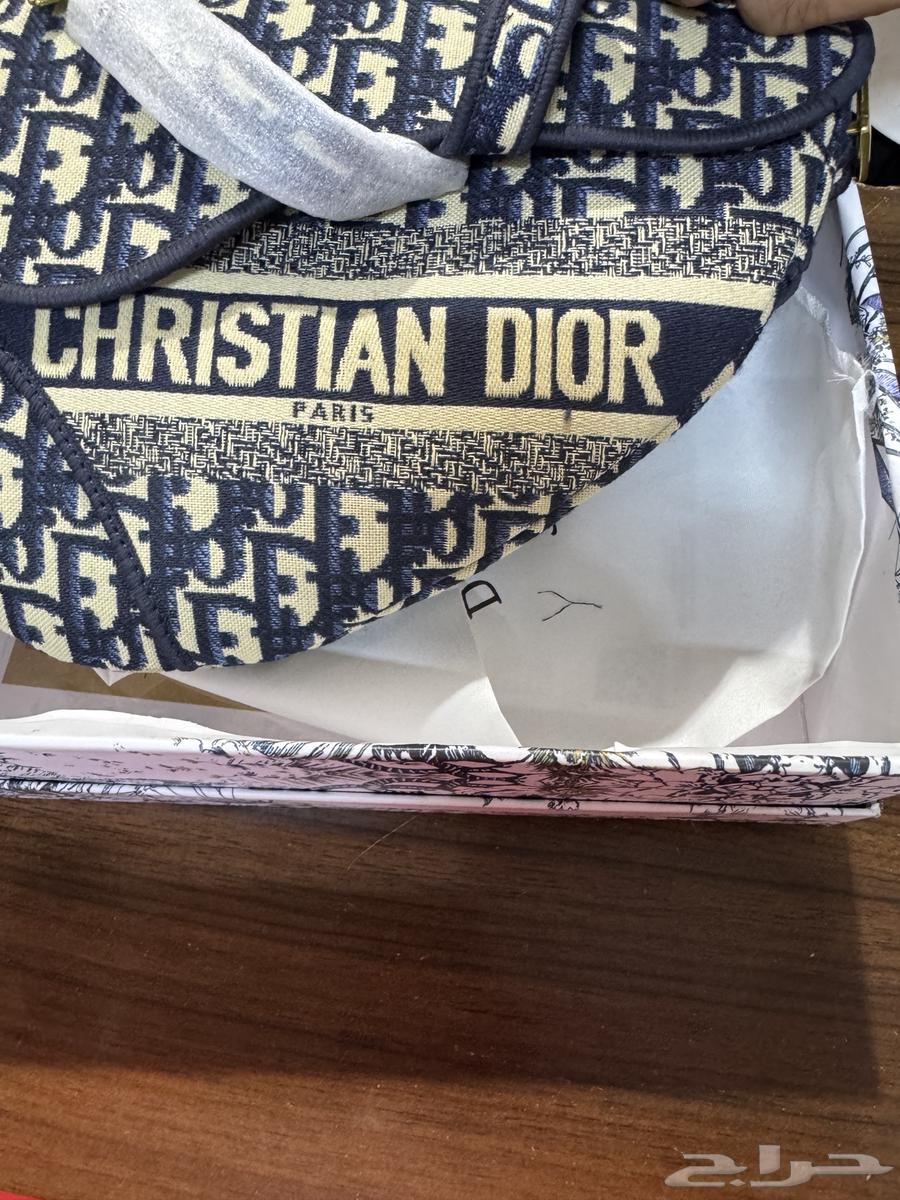 CHRISTIAN DIOR
PARIS
D
حراج